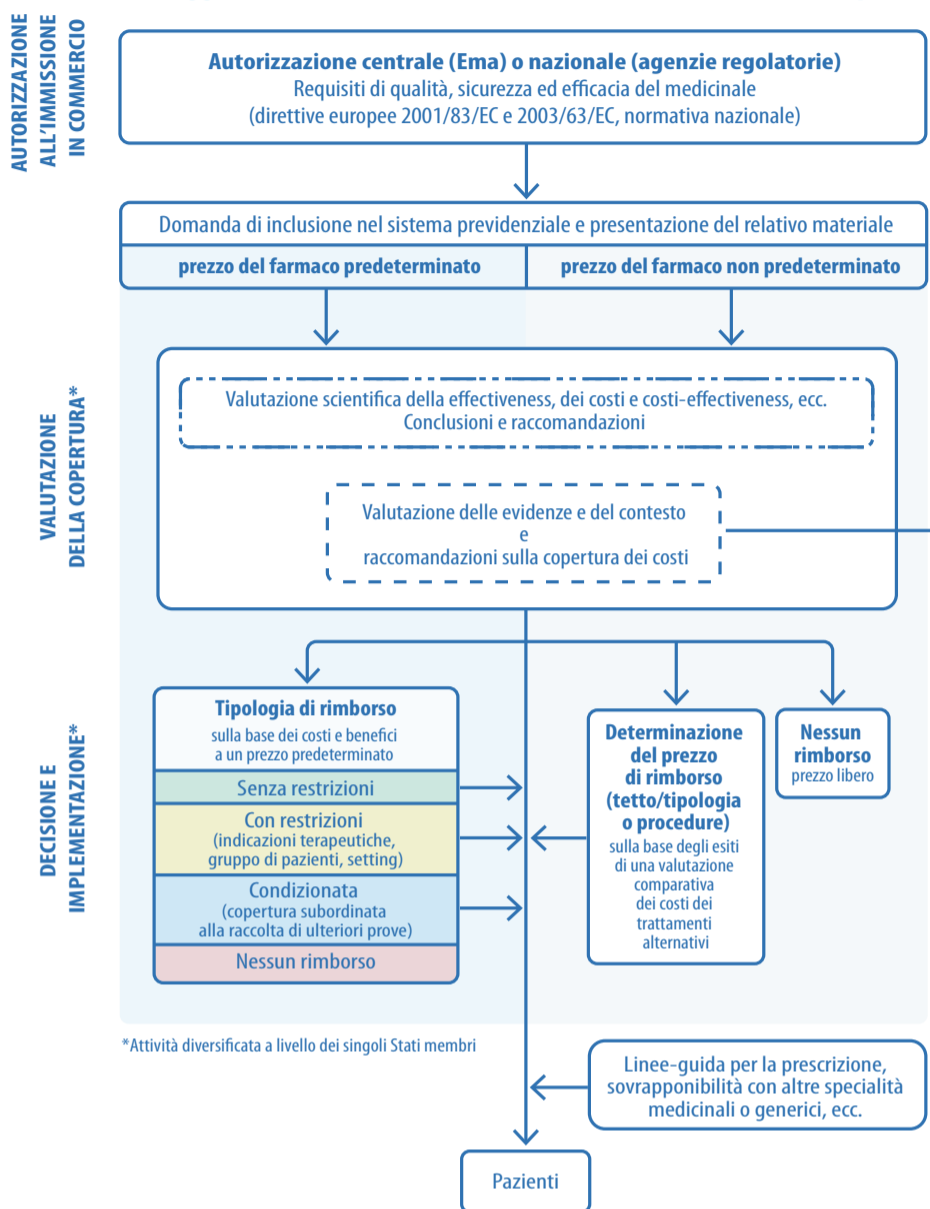 AUTORIZZAZIONE
ALL’IMMISSIONE
IN COMMERCIO
Autorizzazione centrale (Ema) o nazionale (agenzie regolatorie)
Requisiti di qualità, sicurezza ed efficacia del medicinale
(direttive europee 2001/83/EC e 2003/63/EC, normativa nazionale)
Domanda di inclusione nel sistema previdenziale e presentazione del relativo materiale
prezzo del farmaco predeterminato
prezzo del farmaco non predeterminato
VALUTAZIONE
DELLA COPERTURA*
Valutazione scientifica della effectiveness, dei costi e costi-effectiveness, ecc.
Conclusioni e raccomandazioni
Valutazione delle evidenze e del contesto
e
raccomandazioni sulla copertura dei costi
DECISIONE E
IMPLEMENTAZIONE*
Tipologia di rimborso
sulla base dei costi e benefici
a un prezzo predeterminato
Senza restrizioni
Con restrizioni
(indicazioni terapeutiche,
gruppo di pazienti, setting)
Condizionata
(copertura subordinata
alla raccolta di ulteriori prove)
Nessun rimborso
Determinazione
del prezzo
di rimborso
(tetto/tipologia
o procedure)
sulla base degli esiti
di una valutazione
comparativa
dei costi dei
trattamenti
alternativi
Nessun
rimborso
prezzo libero
*Attività diversificata a livello dei singoli Stati membri
Linee-guida per la prescrizione,
sovrapponibilità con altre specialità
medicinali o generici, ecc.
Pazienti